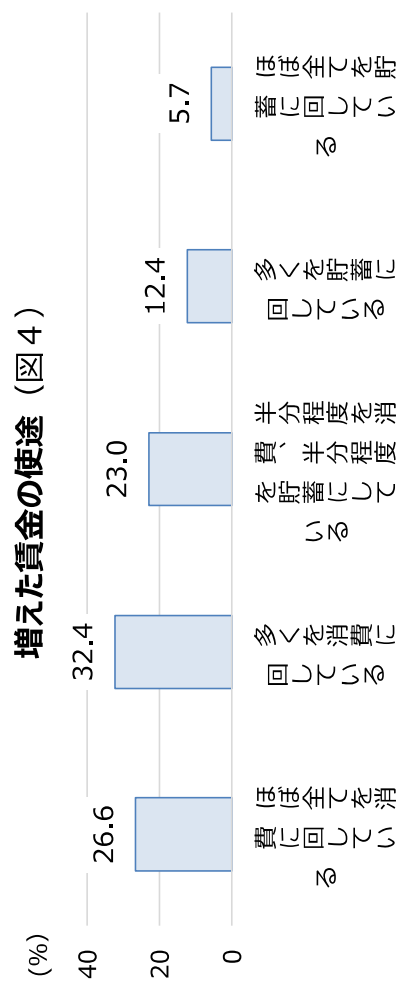 増えた賃金の使途（図４）
(%)
40
20
0
26.6
32.4
23.0
12.4
5.7
ほぼ全てを消
費に回してい
る
多くを消費に
回している
半分程度を消
費、半分程度
を貯蓄にして
いる
多くを貯蓄に
回している
ほぼ全てを貯
蓄に回してい
る